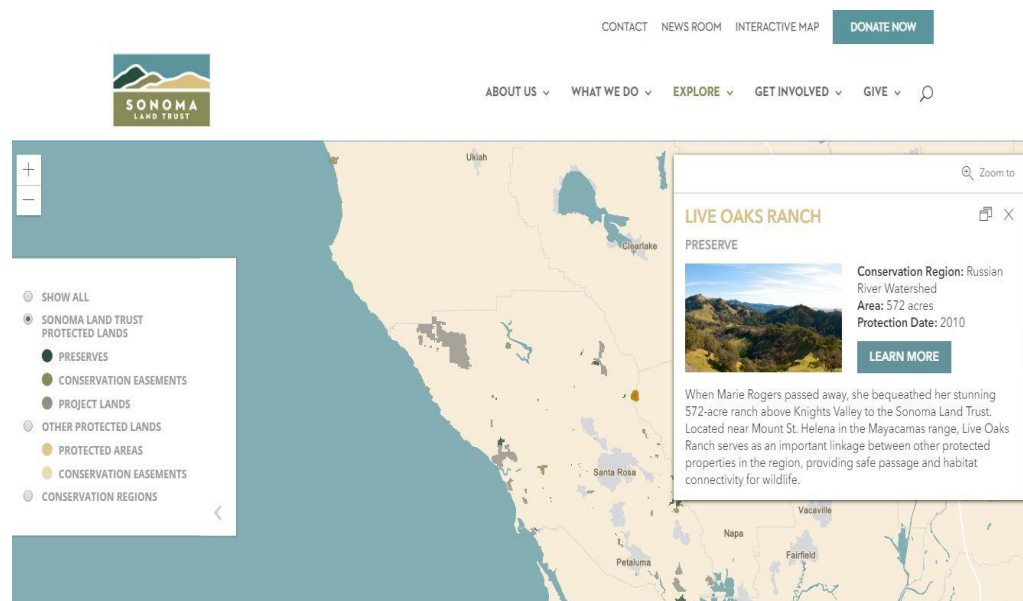 CONTACT NEWS ROOM INTERACTIVE MAP DONATE NOW
SONOMA
LAND TRUST
ABOUT US WHAT WE DO EXPLORE GET INVOLVED GIVE
+
−
SHOW ALL
SONOMA LAND TRUST
PROTECTED LANDS
PRESERVES
CONSERVATION EASEMENTS
PROJECT LANDS
OTHER PROTECTED LANDS
PROTECTED AREAS
CONSERVATION EASEMENTS
CONSERVATION REGIONS
Ukiah
Clearlake
Santa Rosa
Vacaville
Napa
Fairfield
Petaluma
Zoom to
LIVE OAKS RANCH
PRESERVE
Conservation Region: Russian
River Watershed
Area: 572 acres
Protection Date: 2010
LEARN MORE
When Marie Rogers passed away, she bequeathed her stunning
572-acre ranch above Knights Valley to the Sonoma Land Trust.
Located near Mount St. Helena in the Mayacamas range, Live Oaks
Ranch serves as an important linkage between other protected
properties in the region, providing safe passage and habitat
connectivity for wildlife.